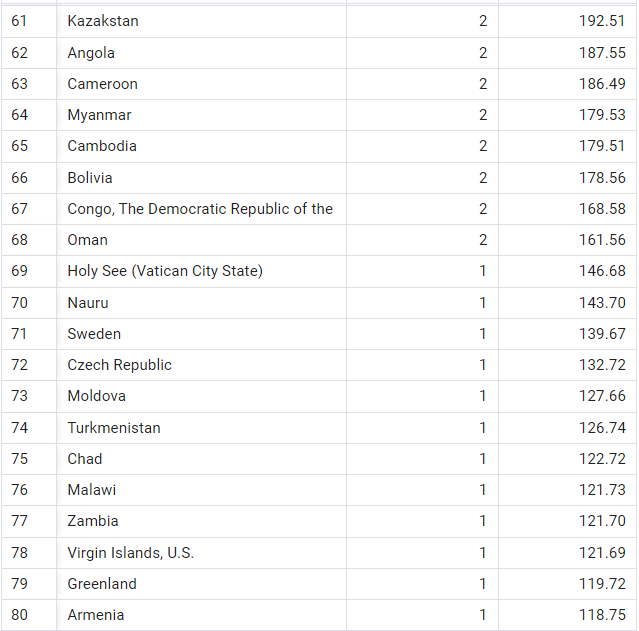 61 Kazakstan 2 192.51
62 Angola 2 187.55
63 Cameroon 2 186.49
64 Myanmar 2 179.53
65 Cambodia 2 179.51
66 Bolivia 2 178.56
67 Congo, The Democratic Republic of the 2 168.58
68 Oman 2 161.56
69 Holy See (Vatican City State) 1 146.68
70 Nauru 1 143.70
71 Sweden 1 139.67
72 Czech Republic 1 132.72
73 Moldova 1 127.66
74 Turkmenistan 1 126.74
75 Chad 1 122.72
76 Malawi 1 121.73
77 Zambia 1 121.70
78 Virgin Islands, U.S. 1 121.69
79 Greenland 1 119.72
80 Armenia 1 118.75